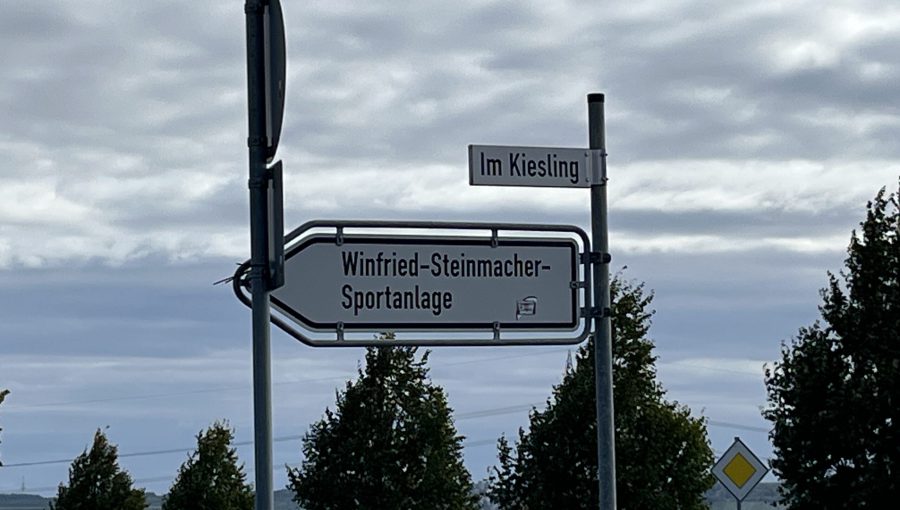 Im Kiesling
Winfried-Steinmacher-
Sportanlage